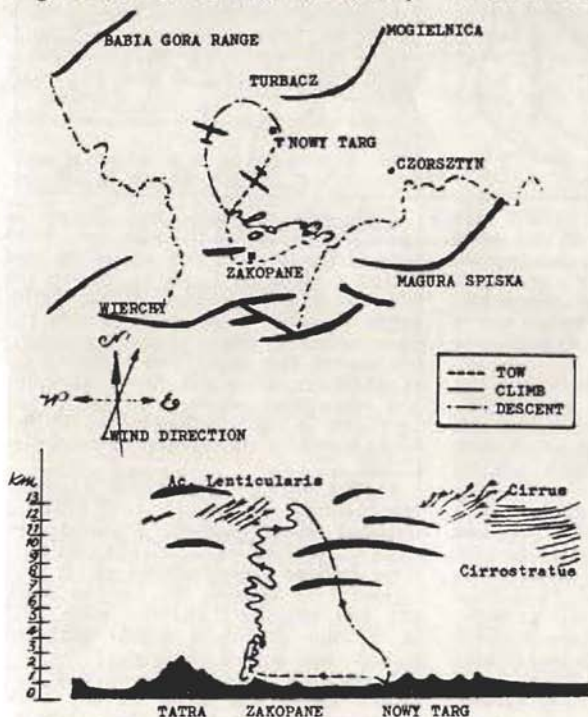 BABIA GORA RANGE
MOGIELNICA
TURBACZ
NOWY TARG
CZORSZTYN
ZAKOPANE
MAGURA SPISKA
WIERCHY
N
W E
WIND DIRECTION
TOW
CLIMB
DESCENT
Km
Ac. Lenticularis
Cirrus
Cirrostratus
13
12
11
10
9
8
7
6
5
4
3
2
1
0
TATRA ZAKOPANE NOWY TARG